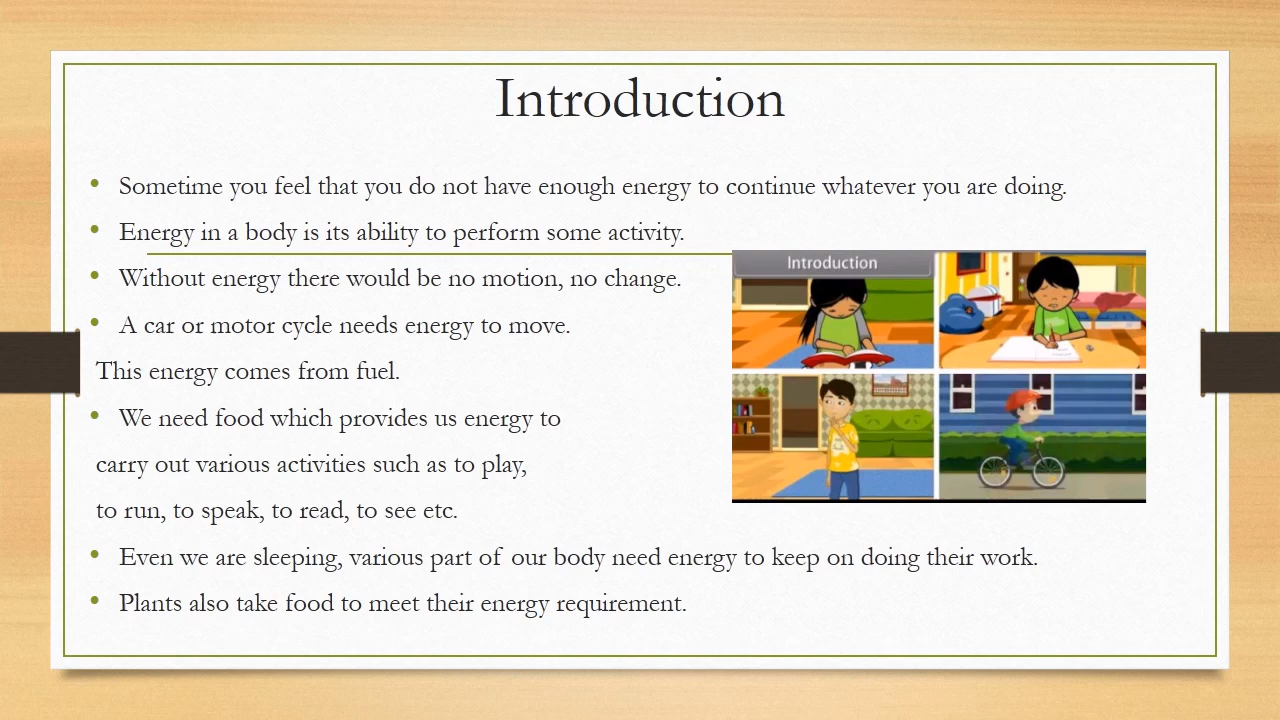 Introduction
• Sometime you feel that you do not have enough energy to continue whatever you are doing.
• Energy in a body is its ability to perform some activity.
• Without energy there would be no motion, no change.
Introduction
• A car or motor cycle needs energy to move.
This energy comes from fuel.
• We need food which provides us energy to
carry out various activities such as to play,
to run, to speak, to read, to see etc.
• Even we are sleeping, various part of our body need energy to keep on doing their work.
• Plants also take food to meet their energy requirement.